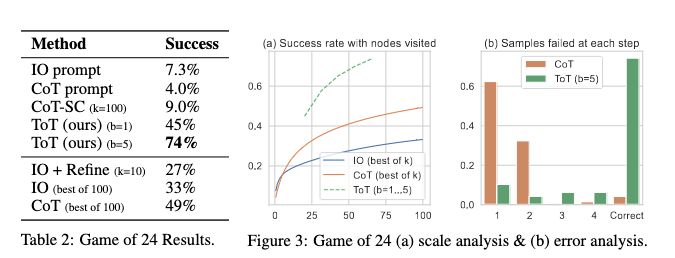 Method Success
IO prompt 7.3%
CoT prompt 4.0%
CoT-SC (k=100) 9.0%
ToT (ours) (b=1) 45%
ToT (ours) (b=5) 74%
IO + Refine (k=10) 27%
IO (best of 100) 33%
CoT (best of 100) 49%
Table 2: Game of 24 Results.
(a) Success rate with nodes visited
0.6
0.4
0.2
0 25 50 75 100
IO (best of k)
CoT (best of k)
ToT (b=1...5)
(b) Samples failed at each step
0.6
0.4
0.2
0.0
1 2 3 4 Correct
CoT
ToT (b=5)
Figure 3: Game of 24 (a) scale analysis & (b) error analysis.